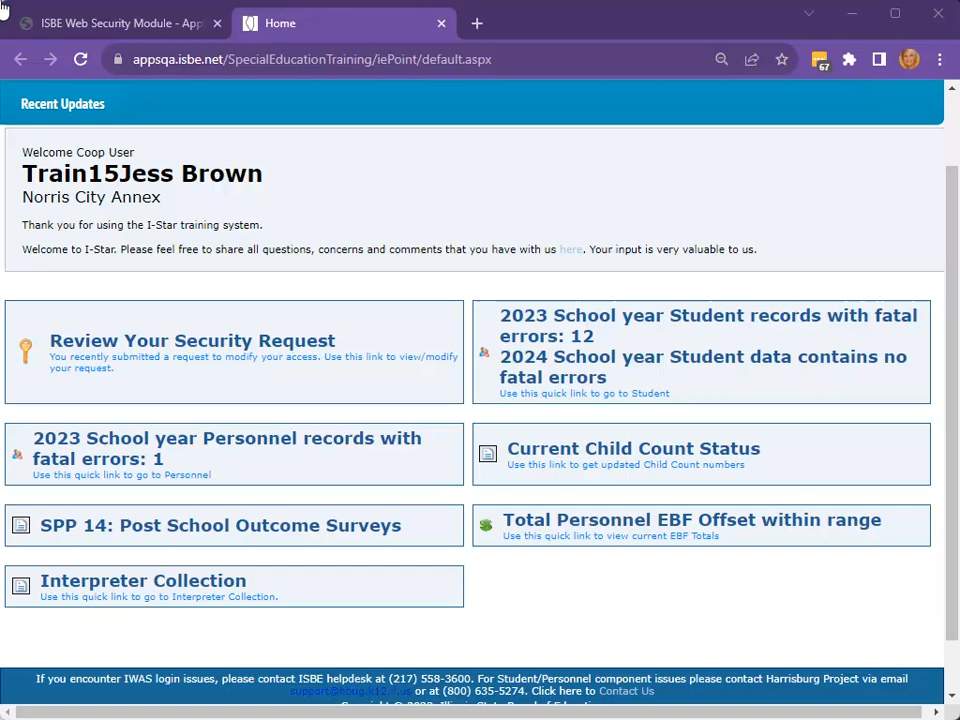 ISBE Web Security Module - App
Home
appsqa.isbe.net/SpecialEducationTraining/iePoint/default.aspx
67
Recent Updates
Welcome Coop User
Train15Jess Brown
Norris City Annex
Thank you for using the I-Star training system.
Welcome to I-Star. Please feel free to share all questions, concerns and comments that you have with us here. Your input is very valuable to us.
Review Your Security Request
You recently submitted a request to modify your access. Use this link to view/modify
your request.
2023 School year Student records with fatal
errors: 12
2024 School year Student data contains no
fatal errors
Use this quick link to go to Student
2023 School year Personnel records with
fatal errors: 1
Use this quick link to go to Personnel
Current Child Count Status
Use this link to get updated Child Count numbers
SPP 14: Post School Outcome Surveys
Total Personnel EBF Offset within range
Use this quick link to view current EBF Totals
Interpreter Collection
Use this quick link to go to Interpreter Collection.
If you encounter IWAS login issues, please contact ISBE helpdesk at (217) 558-3600. For Student/Personnel component issues please contact Harrisburg Project via email
support@hbug.k12.il.us or at (800) 635-5274. Click here to Contact Us